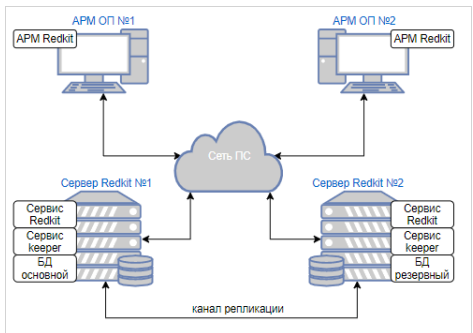 АРМ ОП №1
АРМ ОП №2
АРМ Redkit
АРМ Redkit
Сеть ПС
Сервер Redkit №1
Сервер Redkit №2
Сервис
Redkit
Сервис
keeper
БД
основной
Сервис
Redkit
Сервис
keeper
БД
резервный
канал репликации